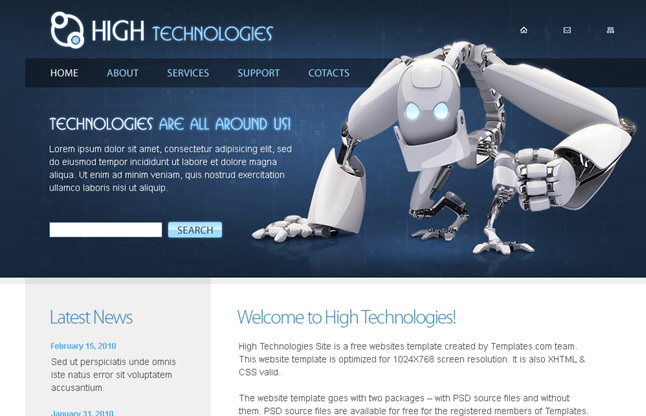 HIGH TECHNOLOGIES
HOME ABOUT SERVICES SUPPORT COTACTS
TECHNOLOGIES ARE ALL AROUND US!
Lorem ipsum dolor sit amet, consectetur adipisicing elit, sed
do eiusmod tempor incididunt ut labore et dolore magna
aliqua. Ut enim ad minim veniam, quis nostrud exercitation
ullamco laboris nisi ut aliquip.
SEARCH
Latest News
February 15, 2010
Sed ut perspiciatis unde omnis
iste natus error sit voluptatem
accusantium.
January 31, 2010
Welcome to High Technologies!
High Technologies Site is a free websites template created by Templates.com team.
This website template is optimized for 1024X768 screen resolution. It is also XHTML &
CSS valid.
The website template goes with two packages – with PSD source files and without
them. PSD source files are available for free for the registered members of Templates.